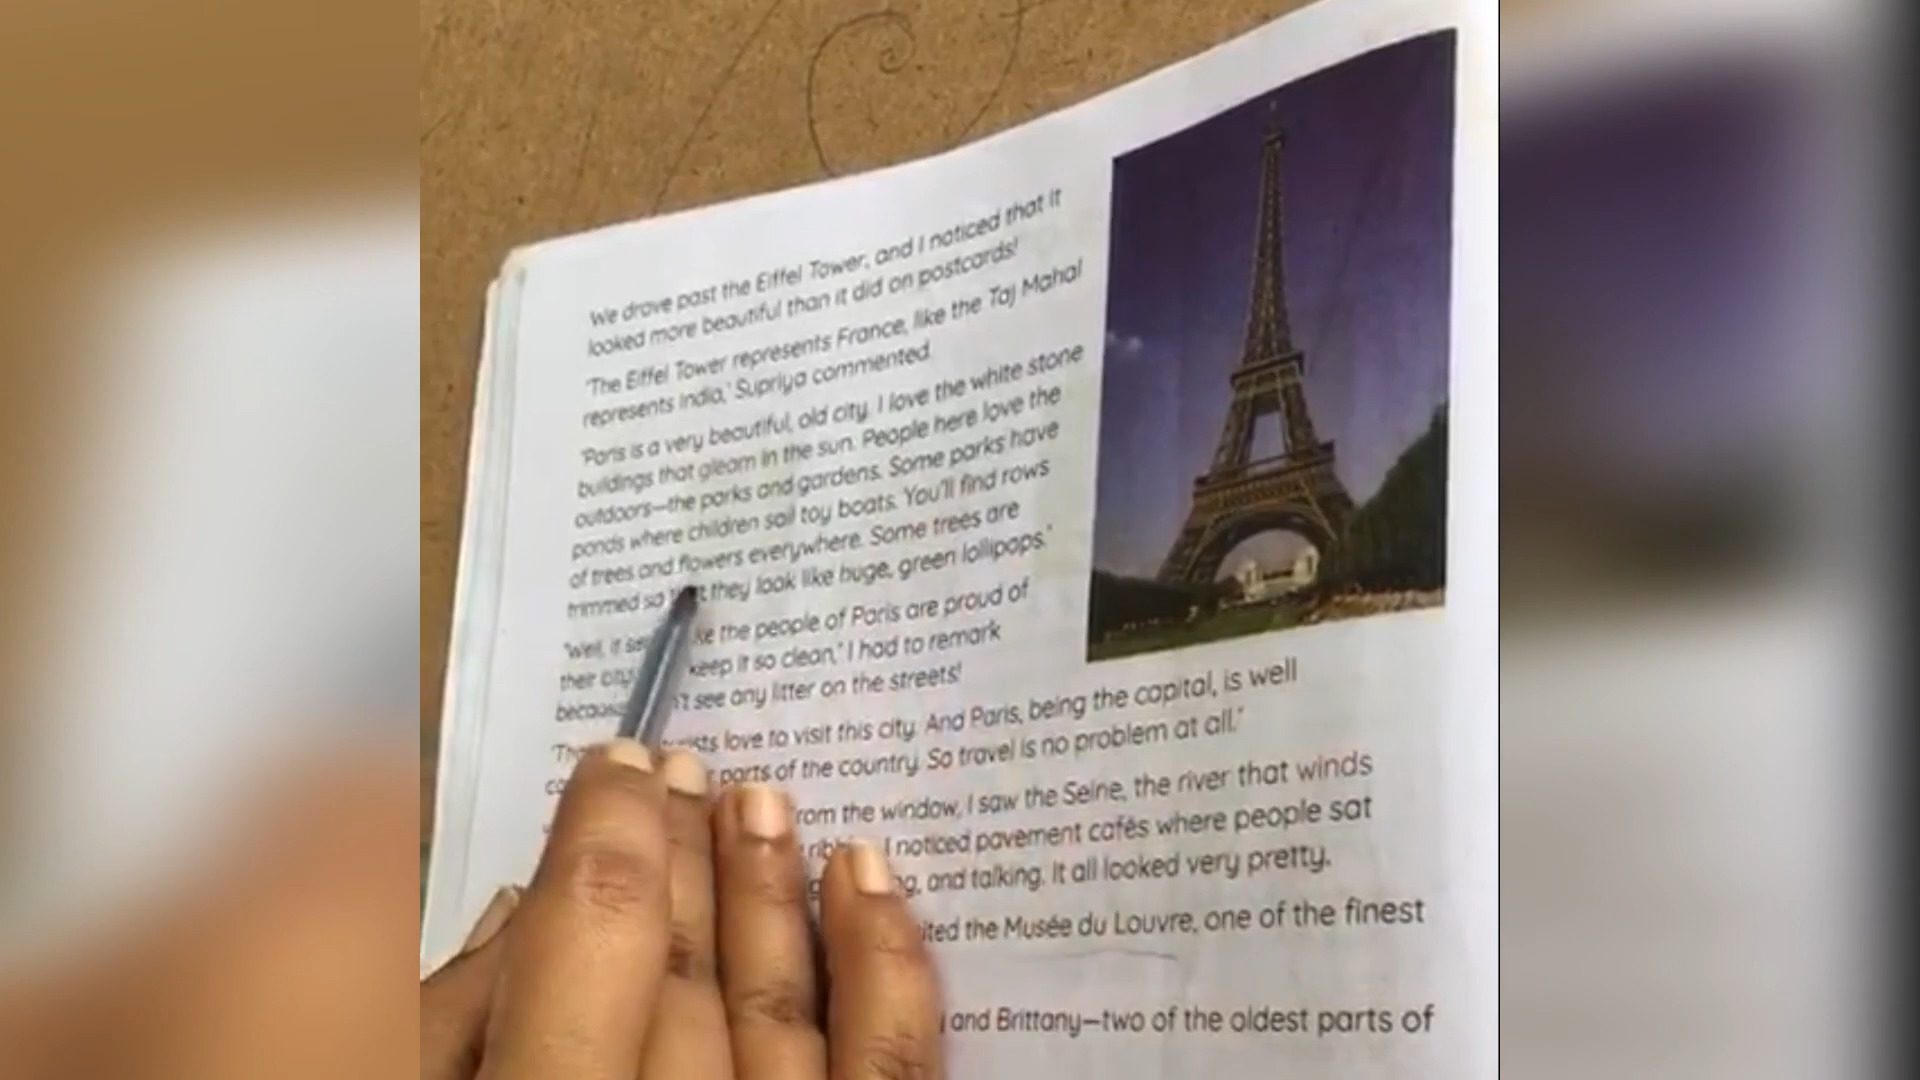 We drove past the Eiffel Tower, and I noticed that it
looked more beautiful than it did on postcards!
'The Eiffel Tower represents France, like the Taj Mahal
represents India,' Supriya commented.
'Paris is a very beautiful, old city. I love the white stone
buildings that gleam in the sun. People here love the
outdoors—the parks and gardens. Some parks have
ponds where children sail toy boats. You'll find rows
of trees and flowers everywhere. Some trees are
trimmed so they look like huge, green lollipops.'
'Well, it the people of Paris are proud of
their keep it so clean,' I had to remark
because see any litter on the streets!
love to visit this city. And Paris, being the capital, is well
parts of the country. So travel is no problem at all.'
from the window, I saw the Seine, the river that winds
I noticed pavement cafés where people sat
and talking. It all looked very pretty.
the Musée du Louvre, one of the finest
and Brittany—two of the oldest parts of